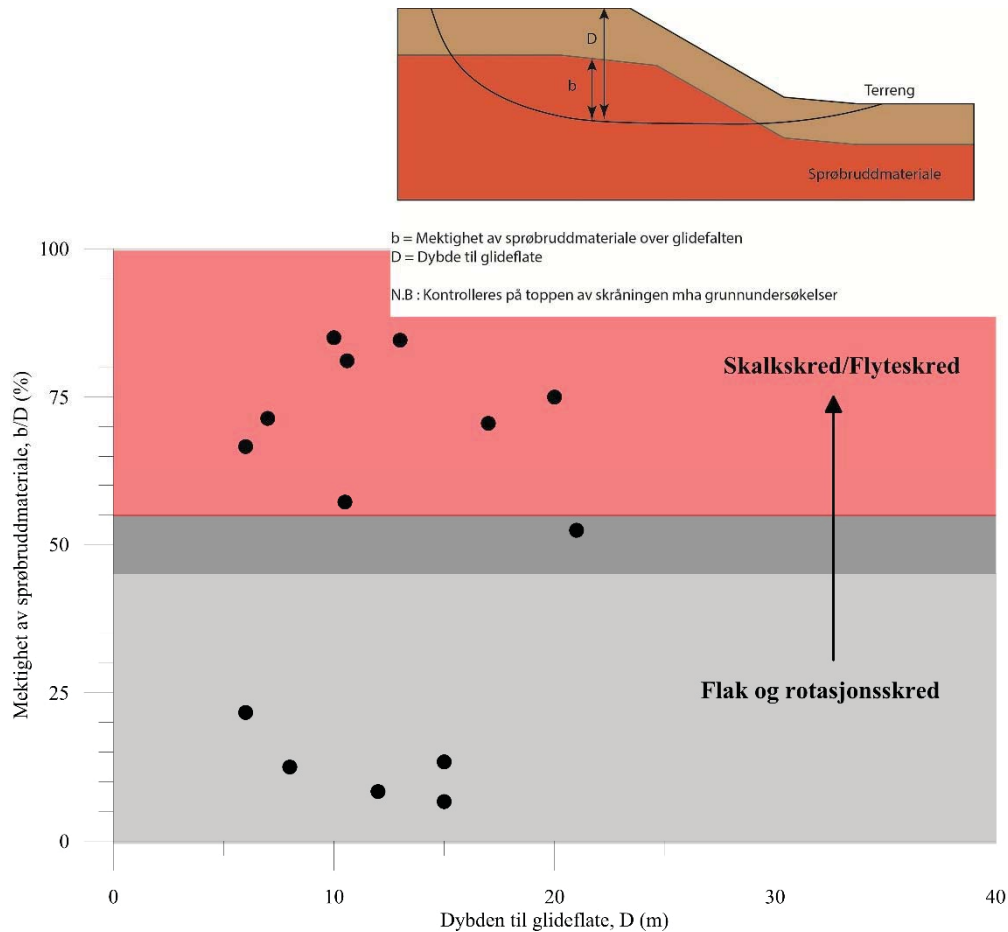 D
b
Terreng
Sprøbruddmateriale
b = Mektighet av sprøbruddmateriale over glidefalten
D = Dybde til glideflate
N.B : Kontrolleres på toppen av skråningen mha grunnundersøkelser
Mektighet av sprøbruddmateriale, b/D (%)
100
75
50
25
0
Skalkskred/Flyteskred
Flak og rotasjonsskred
0
10
20
30
40
Dybden til glideflate, D (m)